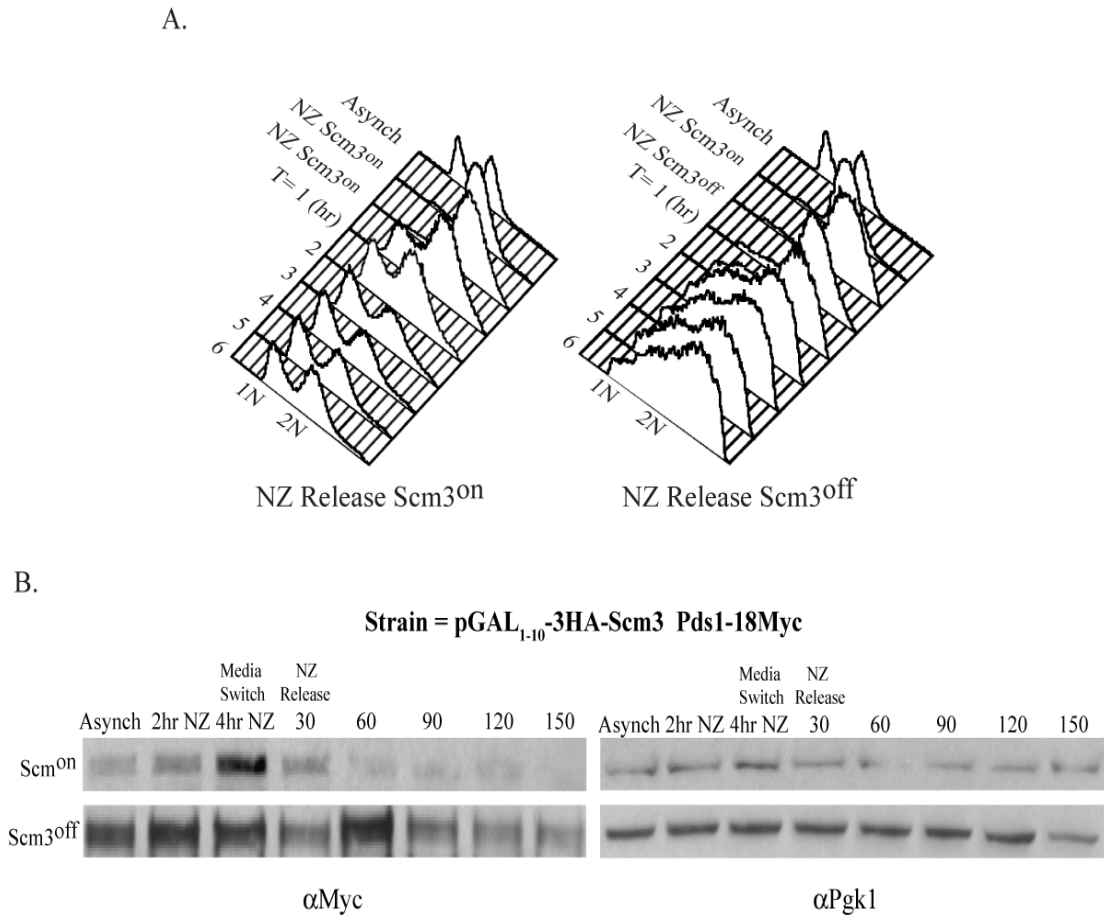 A.
Asynch
NZ Scm3on
NZ Scm3on
T= 1 (hr)
2
3
4
5
6
1N
2N
NZ Release Scm3on
Asynch
NZ Scm3on
NZ Scm3off
T= 1 (hr)
2
3
4
5
6
1N
2N
NZ Release Scm3off
B.
Strain = pGAL1-10-3HA-Scm3 Pds1-18Myc
Media Switch
NZ Release
Asynch 2hr NZ 4hr NZ 30 60 90 120 150
Scmon
Scm3off
αMyc
Media Switch
NZ Release
Asynch 2hr NZ 4hr NZ 30 60 90 120 150
αPgk1